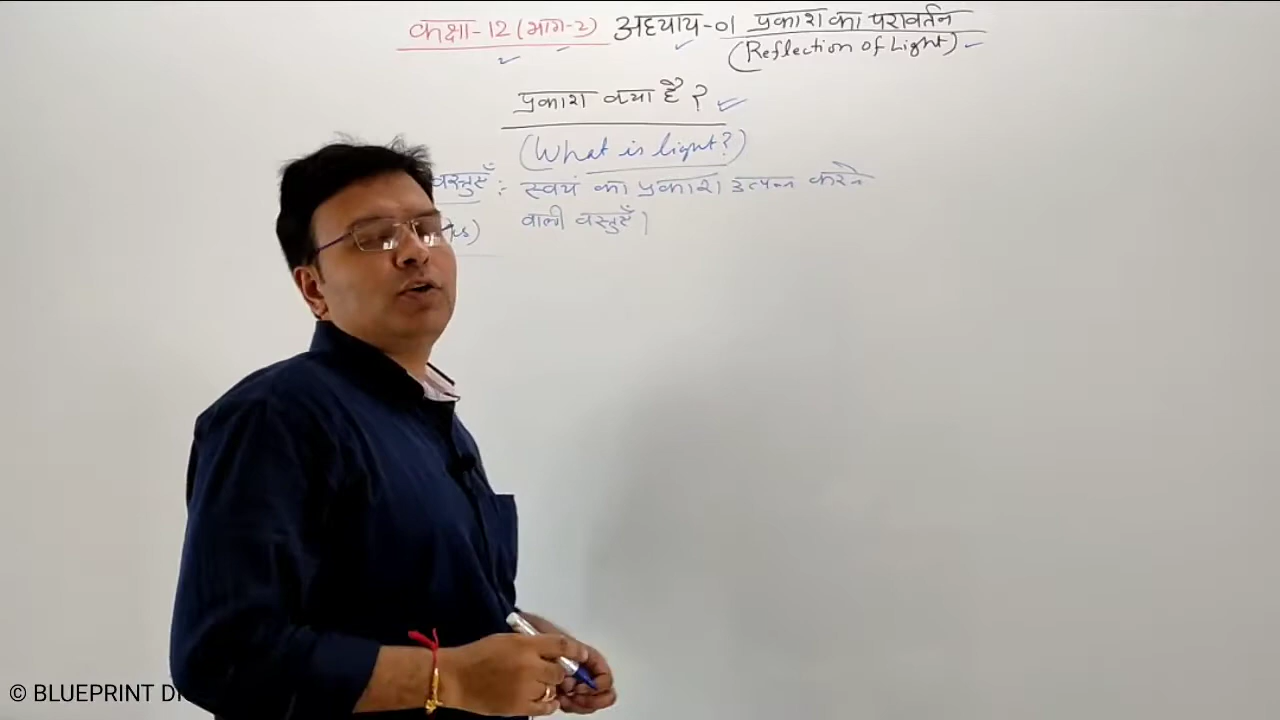 कक्षा-12 (भाग-2) अध्याय-01 प्रकाश का परावर्तन
(Reflection of Light)
प्रकाश क्या है ?
(What is light?)
वस्तुएँ : स्वयं का प्रकाश उत्पन्न करने
वाली वस्तुएँ।
© BLUEPRINT